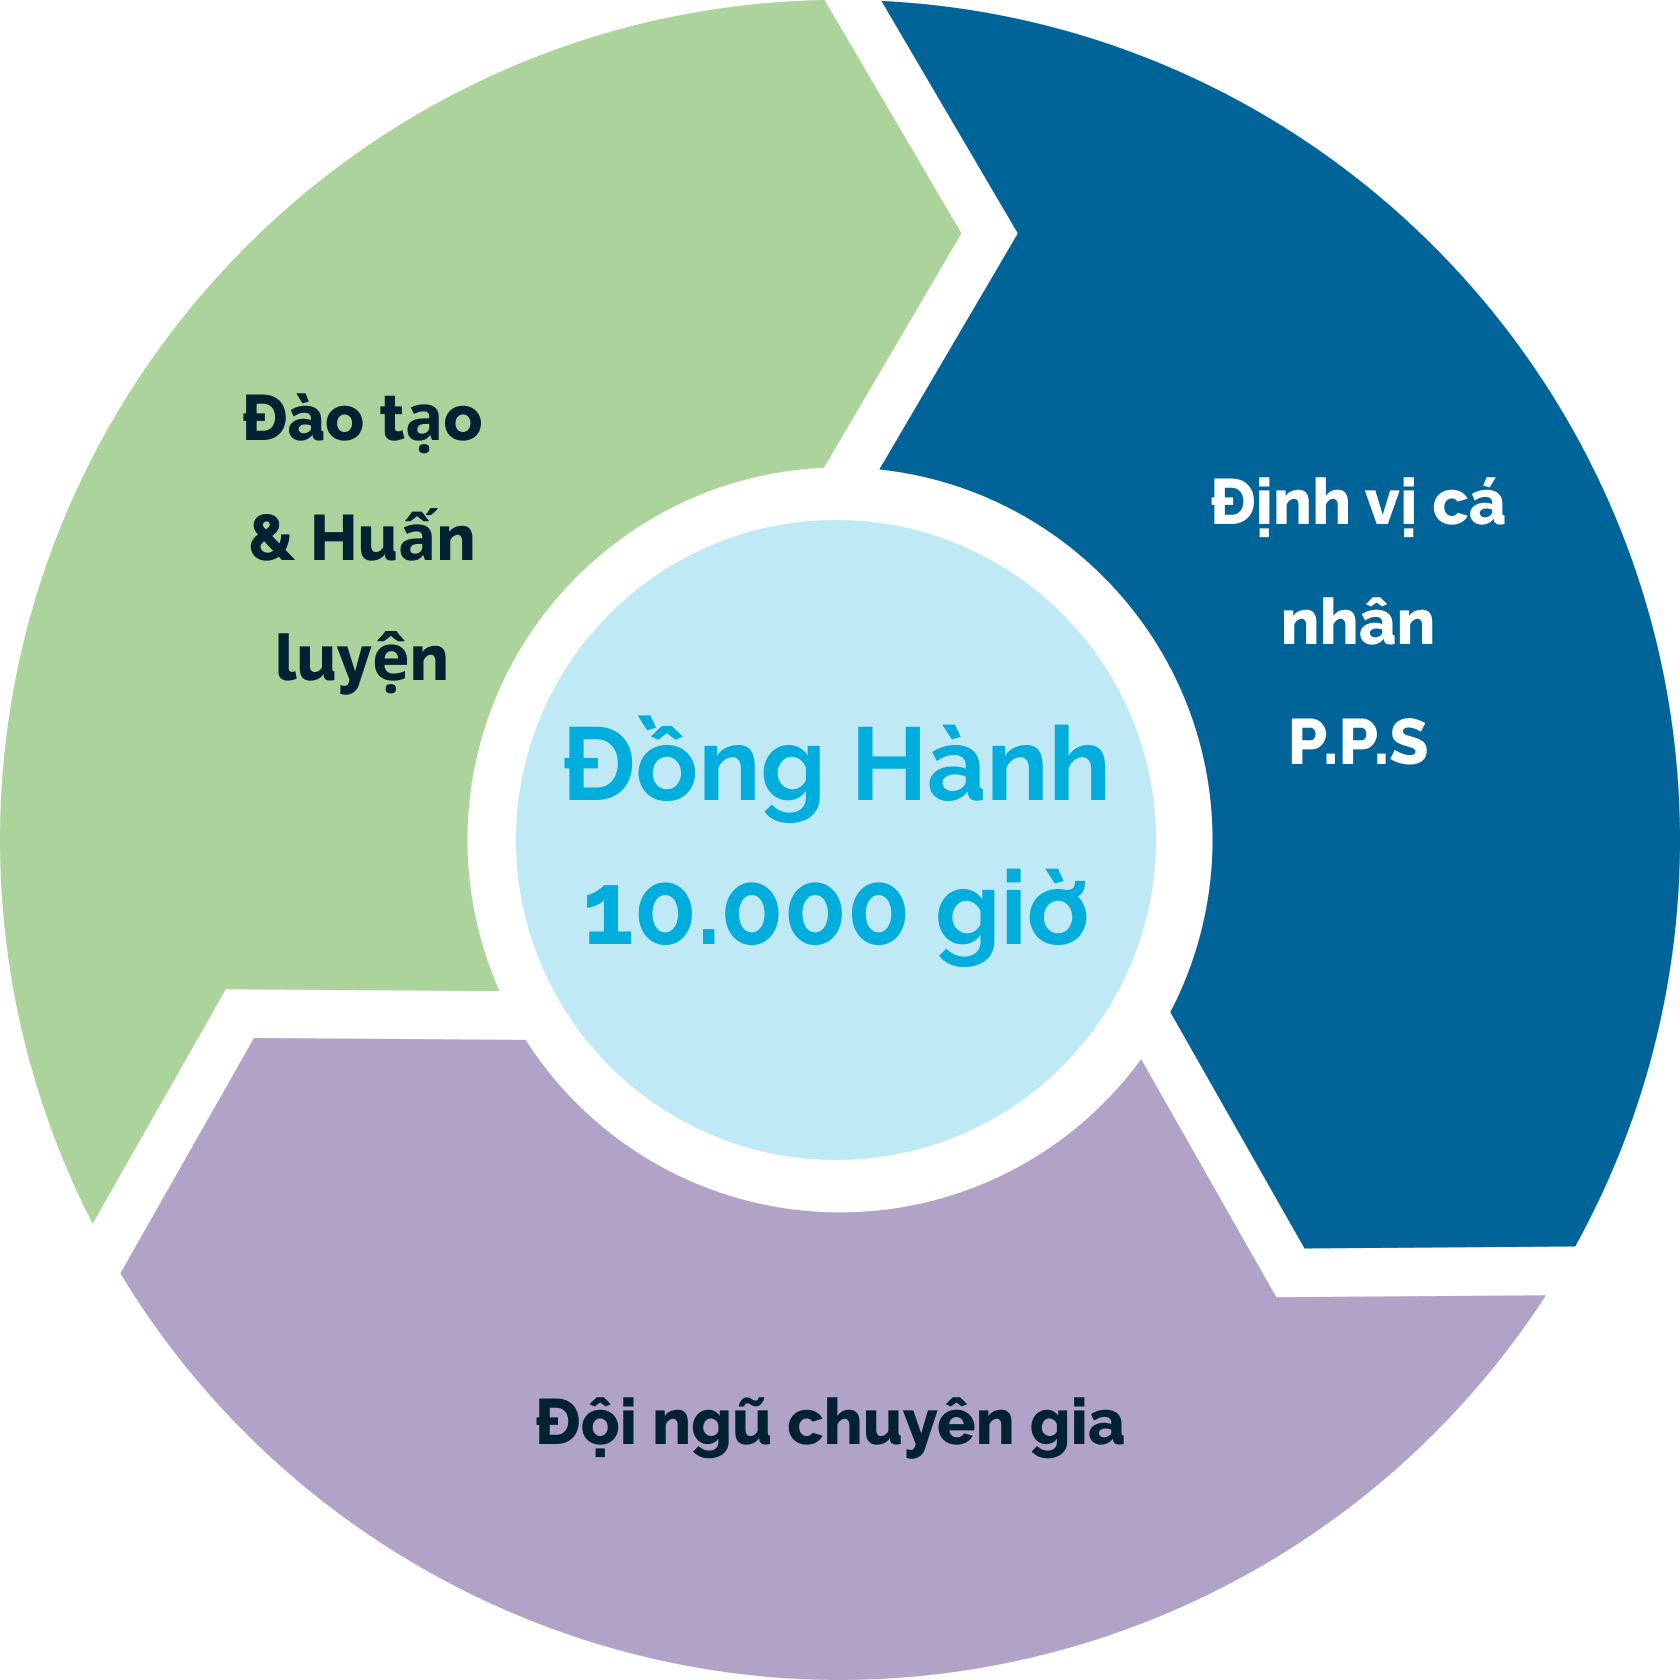 Đào tạo
& Huấn
luyện
Định vị cá
nhân
P.P.S
Đồng Hành
10.000 giờ
Đội ngũ chuyên gia